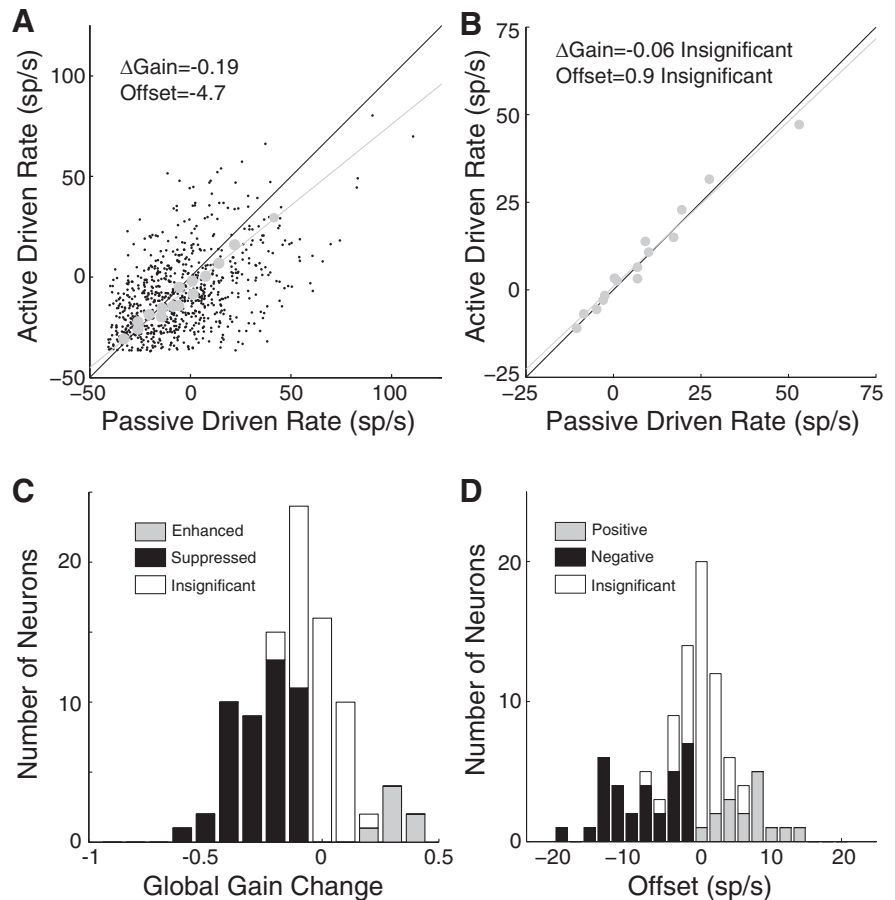 A
ΔGain=-0.19
Offset=-4.7
Active Driven Rate (sp/s)
100
50
0
−50
−50
0
50
100
Passive Driven Rate (sp/s)
B
ΔGain=-0.06 Insignificant
Offset=0.9 Insignificant
Active Driven Rate (sp/s)
75
50
25
0
−25
−25
0
25
50
75
Passive Driven Rate (sp/s)
C
Enhanced
Suppressed
Insignificant
Number of Neurons
20
10
0
-1
-0.5
0
0.5
Global Gain Change
D
Positive
Negative
Insignificant
Number of Neurons
20
10
0
−20
−10
0
10
20
Offset (sp/s)